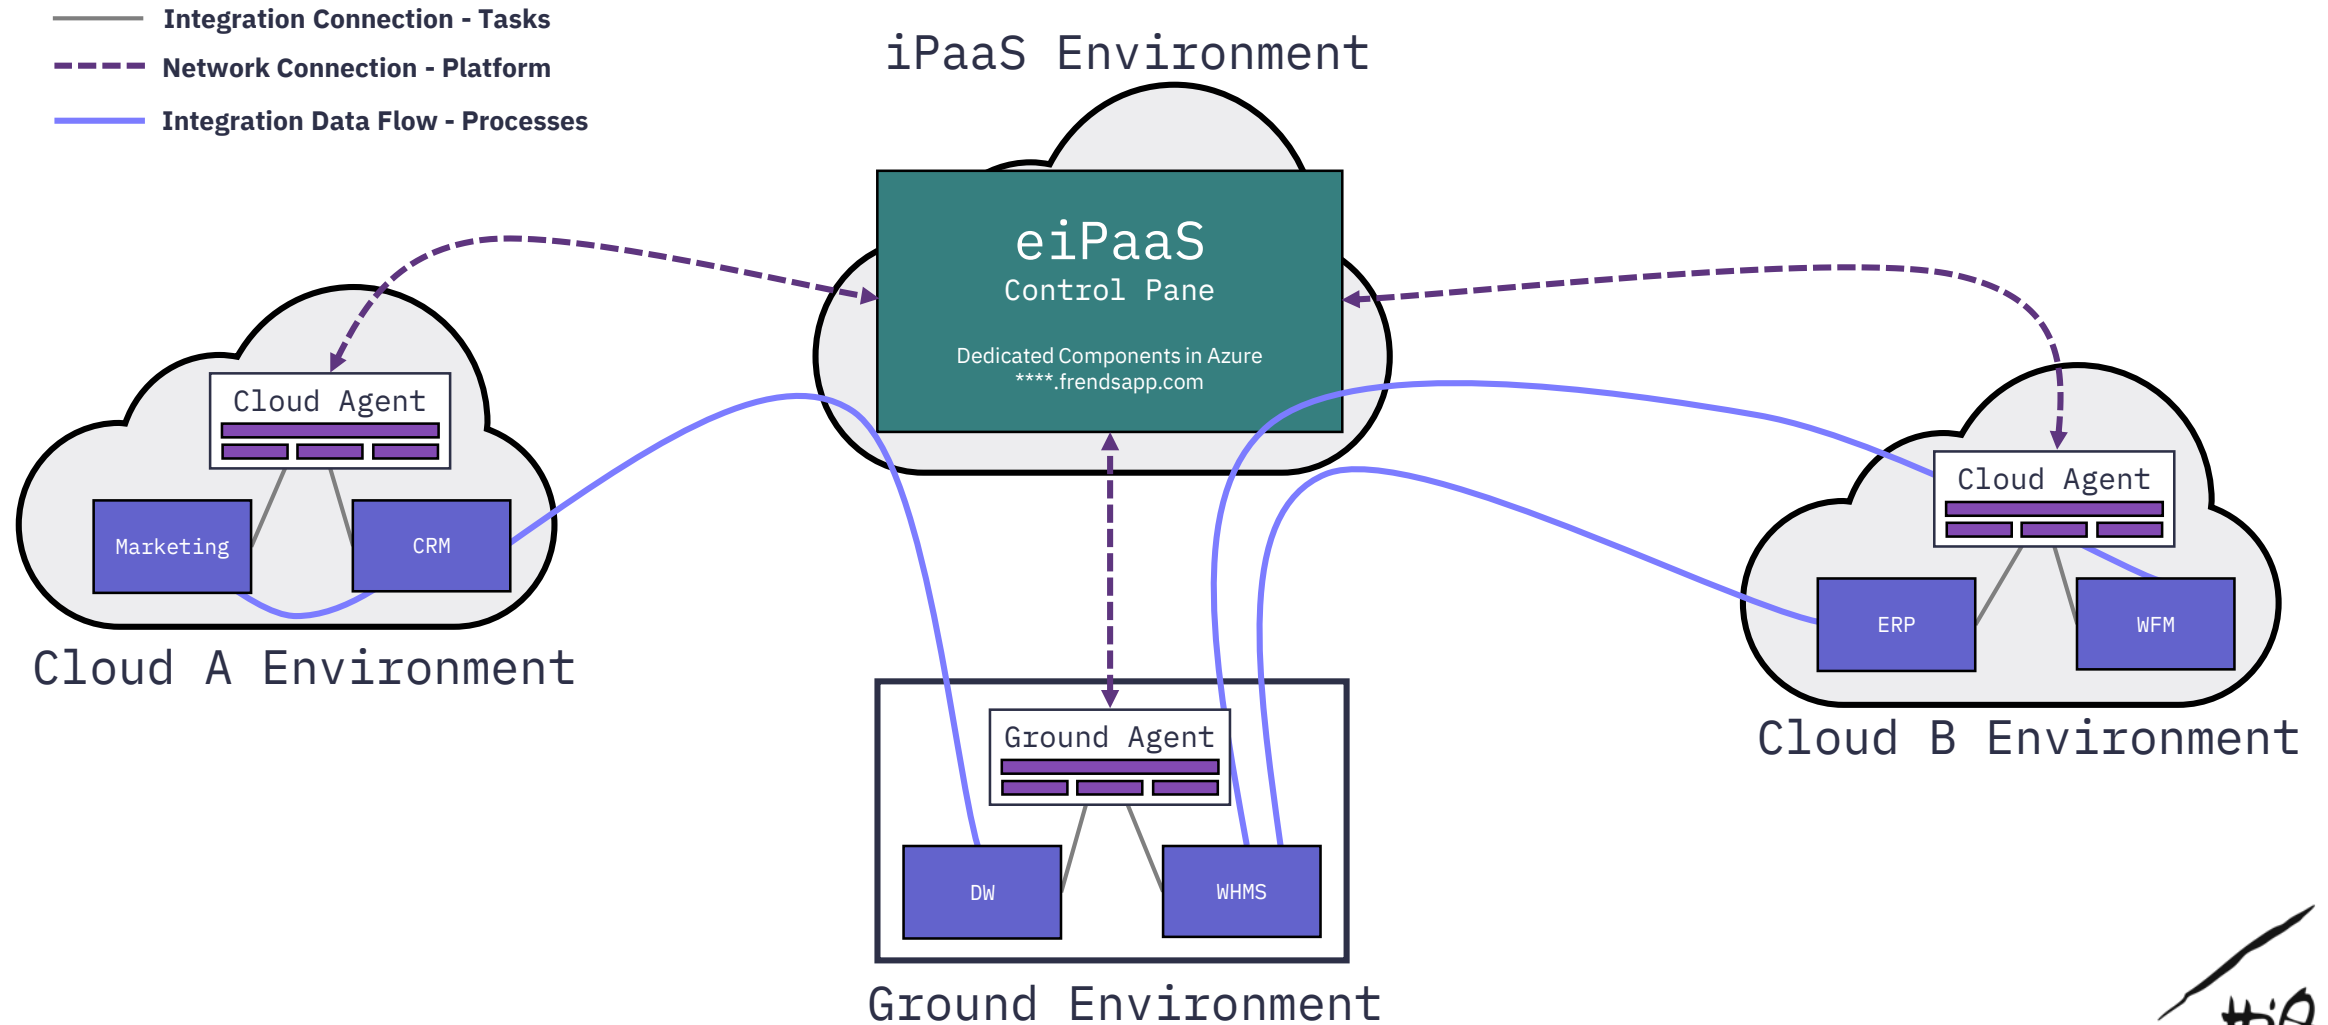 Integration Connection - Tasks
Network Connection - Platform
Integration Data Flow - Processes
iPaaS Environment
eiPaaS
Control Pane
Dedicated Components in Azure
****.frendsapp.com
Cloud Agent
Marketing
CRM
Cloud A Environment
Cloud Agent
ERP
WFM
Cloud B Environment
Ground Agent
DW
WHMS
Ground Environment